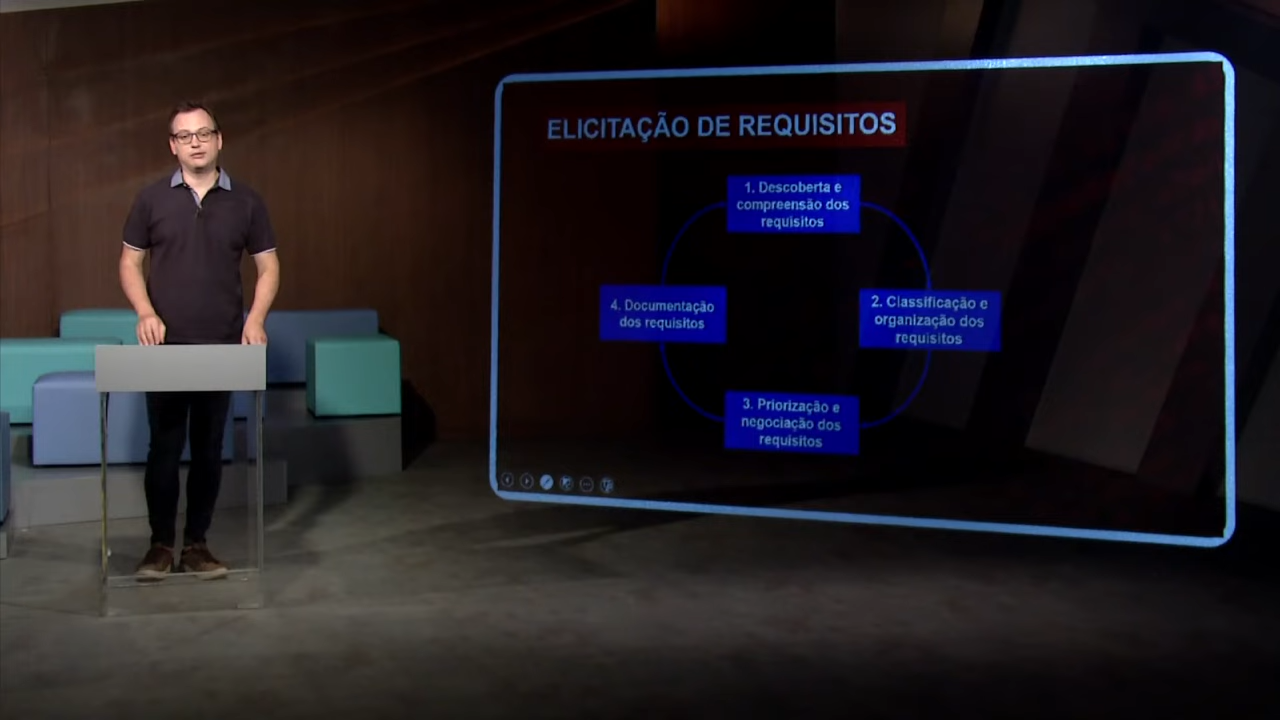 ELICITAÇÃO DE REQUISITOS
1. Descoberta e
compreensão dos
requisitos
2. Classificação e
organização dos
requisitos
3. Priorização e
negociação dos
requisitos
4. Documentação
dos requisitos